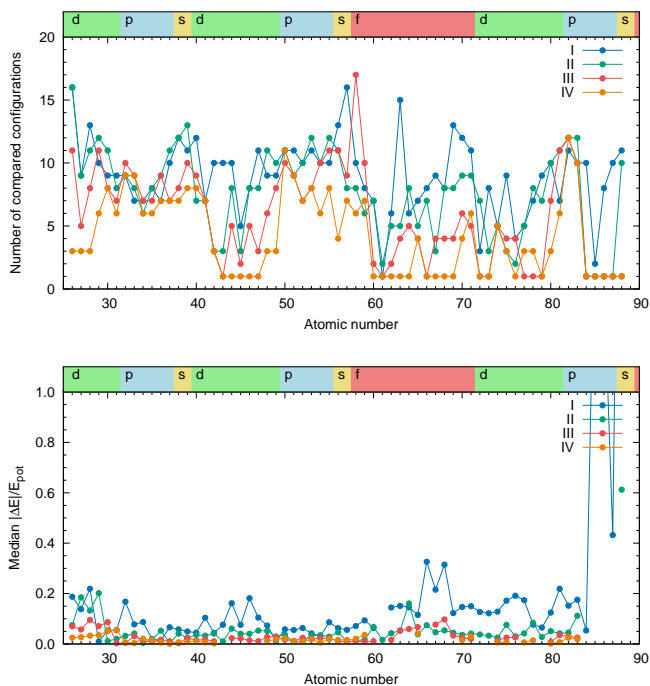 d p s d p s f d p s
20
15
10
5
0
Number of compared configurations
I
II
III
IV
30 40 50 60 70 80 90
Atomic number
d p s d p s f d p s
1.0
0.8
0.6
0.4
0.2
0.0
Median |ΔE|/E_pot
I
II
III
IV
30 40 50 60 70 80 90
Atomic number